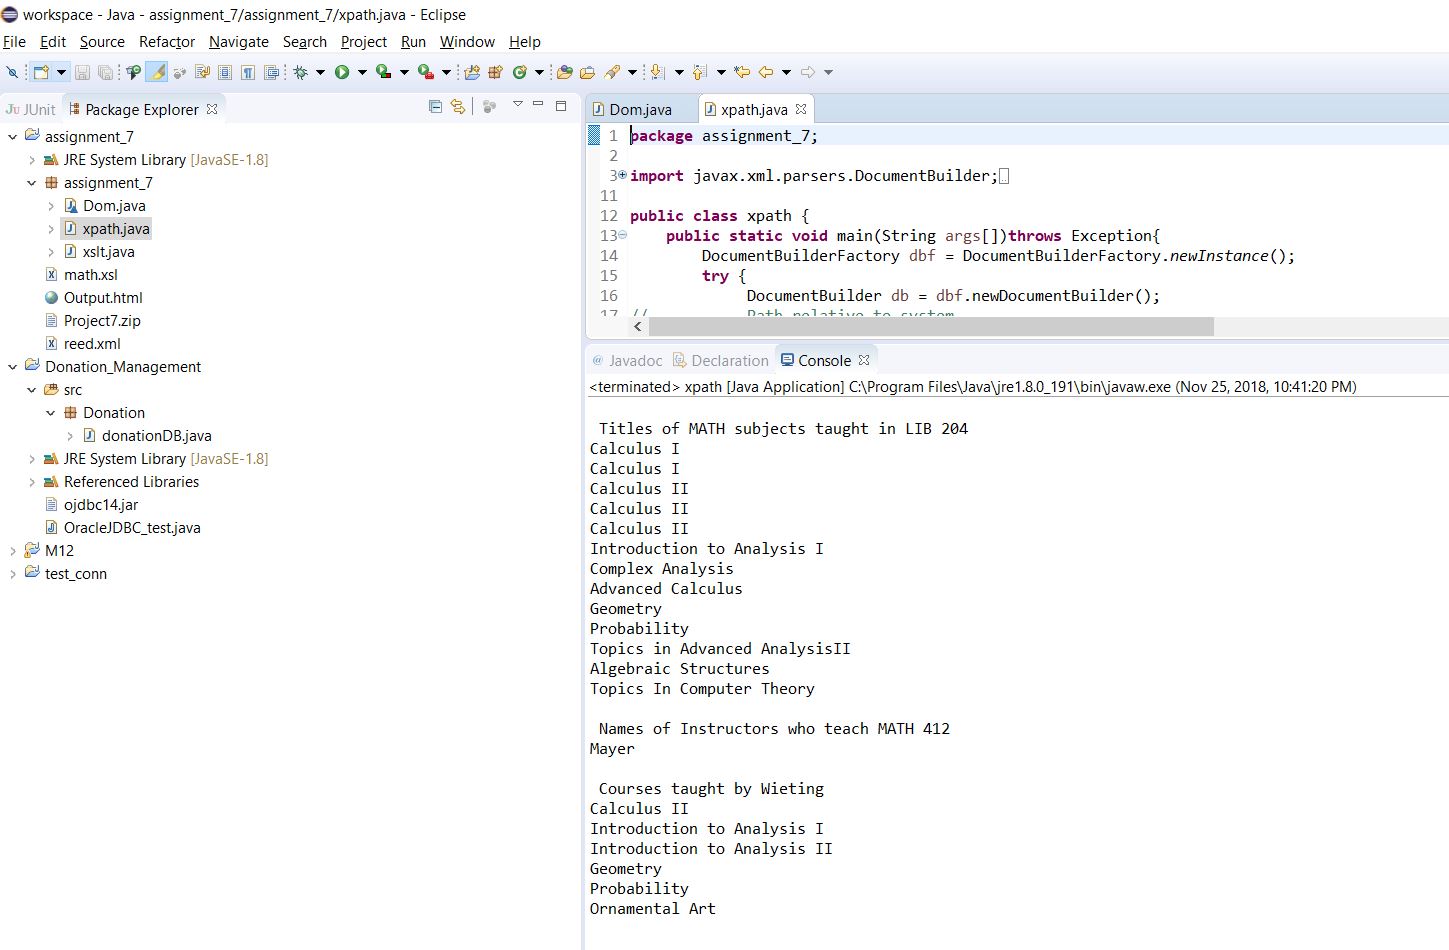 workspace - Java - assignment_7/assignment_7/xpath.java - Eclipse
File Edit Source Refactor Navigate Search Project Run Window Help
JUnit Package Explorer
assignment_7
JRE System Library [JavaSE-1.8]
assignment_7
Dom.java
xpath.java
xslt.java
math.xsl
Output.html
Project7.zip
reed.xml
Donation_Management
src
Donation
donationDB.java
JRE System Library [JavaSE-1.8]
Referenced Libraries
ojdbc14.jar
OracleJDBC_test.java
M12
test_conn
Dom.java xpath.java
1 package assignment_7;
2
3 import javax.xml.parsers.DocumentBuilder;
11
12 public class xpath {
13 public static void main(String args[])throws Exception{
14 DocumentBuilderFactory dbf = DocumentBuilderFactory.newInstance();
15 try {
16 DocumentBuilder db = dbf.newDocumentBuilder();
17 // Path relative to system
Javadoc Declaration Console
<terminated> xpath [Java Application] C:\Program Files\Java\jre1.8.0_191\bin\javaw.exe (Nov 25, 2018, 10:41:20 PM)
Titles of MATH subjects taught in LIB 204
Calculus I
Calculus I
Calculus II
Calculus II
Calculus II
Introduction to Analysis I
Complex Analysis
Advanced Calculus
Geometry
Probability
Topics in Advanced AnalysisII
Algebraic Structures
Topics In Computer Theory
Names of Instructors who teach MATH 412
Mayer
Courses taught by Wieting
Calculus II
Introduction to Analysis I
Introduction to Analysis II
Geometry
Probability
Ornamental Art